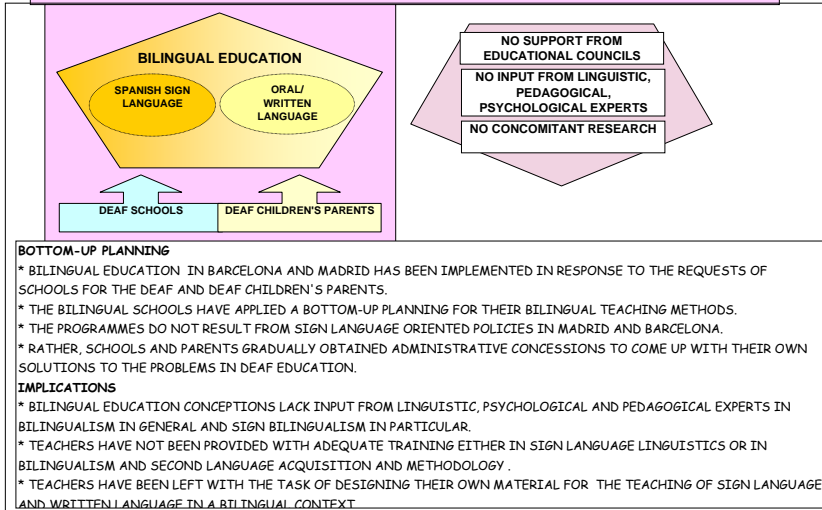 BILINGUAL EDUCATION
SPANISH SIGN
LANGUAGE
ORAL/
WRITTEN
LANGUAGE
DEAF SCHOOLS
DEAF CHILDREN'S PARENTS
NO SUPPORT FROM
EDUCATIONAL COUNCILS
NO INPUT FROM LINGUISTIC,
PEDAGOGICAL,
PSYCHOLOGICAL EXPERTS
NO CONCOMITANT RESEARCH
BOTTOM-UP PLANNING
* BILINGUAL EDUCATION IN BARCELONA AND MADRID HAS BEEN IMPLEMENTED IN RESPONSE TO THE REQUESTS OF
SCHOOLS FOR THE DEAF AND DEAF CHILDREN'S PARENTS.
* THE BILINGUAL SCHOOLS HAVE APPLIED A BOTTOM-UP PLANNING FOR THEIR BILINGUAL TEACHING METHODS.
* THE PROGRAMMES DO NOT RESULT FROM SIGN LANGUAGE ORIENTED POLICIES IN MADRID AND BARCELONA.
* RATHER, SCHOOLS AND PARENTS GRADUALLY OBTAINED ADMINISTRATIVE CONCESSIONS TO COME UP WITH THEIR OWN
SOLUTIONS TO THE PROBLEMS IN DEAF EDUCATION.
IMPLICATIONS
* BILINGUAL EDUCATION CONCEPTIONS LACK INPUT FROM LINGUISTIC, PSYCHOLOGICAL AND PEDAGOGICAL EXPERTS IN
BILINGUALISM IN GENERAL AND SIGN BILINGUALISM IN PARTICULAR.
* TEACHERS HAVE NOT BEEN PROVIDED WITH ADEQUATE TRAINING EITHER IN SIGN LANGUAGE LINGUISTICS OR IN
BILINGUALISM AND SECOND LANGUAGE ACQUISITION AND METHODOLOGY .
* TEACHERS HAVE BEEN LEFT WITH THE TASK OF DESIGNING THEIR OWN MATERIAL FOR THE TEACHING OF SIGN LANGUAGE
AND WRITTEN LANGUAGE IN A BILINGUAL CONTEXT